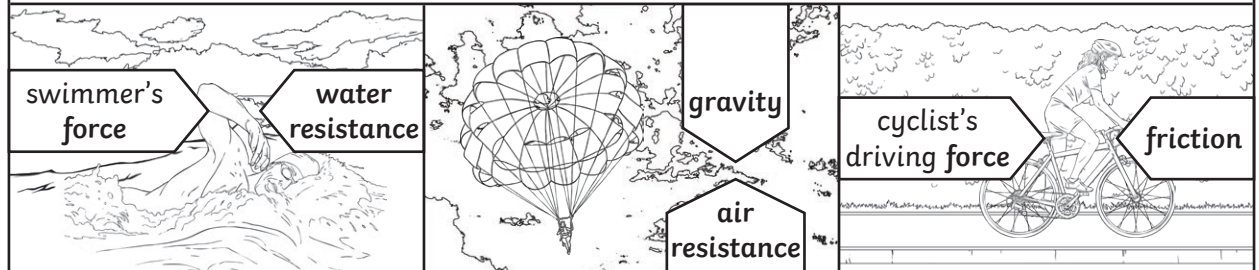 swimmer's
force
water
resistance
gravity
air
resistance
cyclist's
driving force
friction